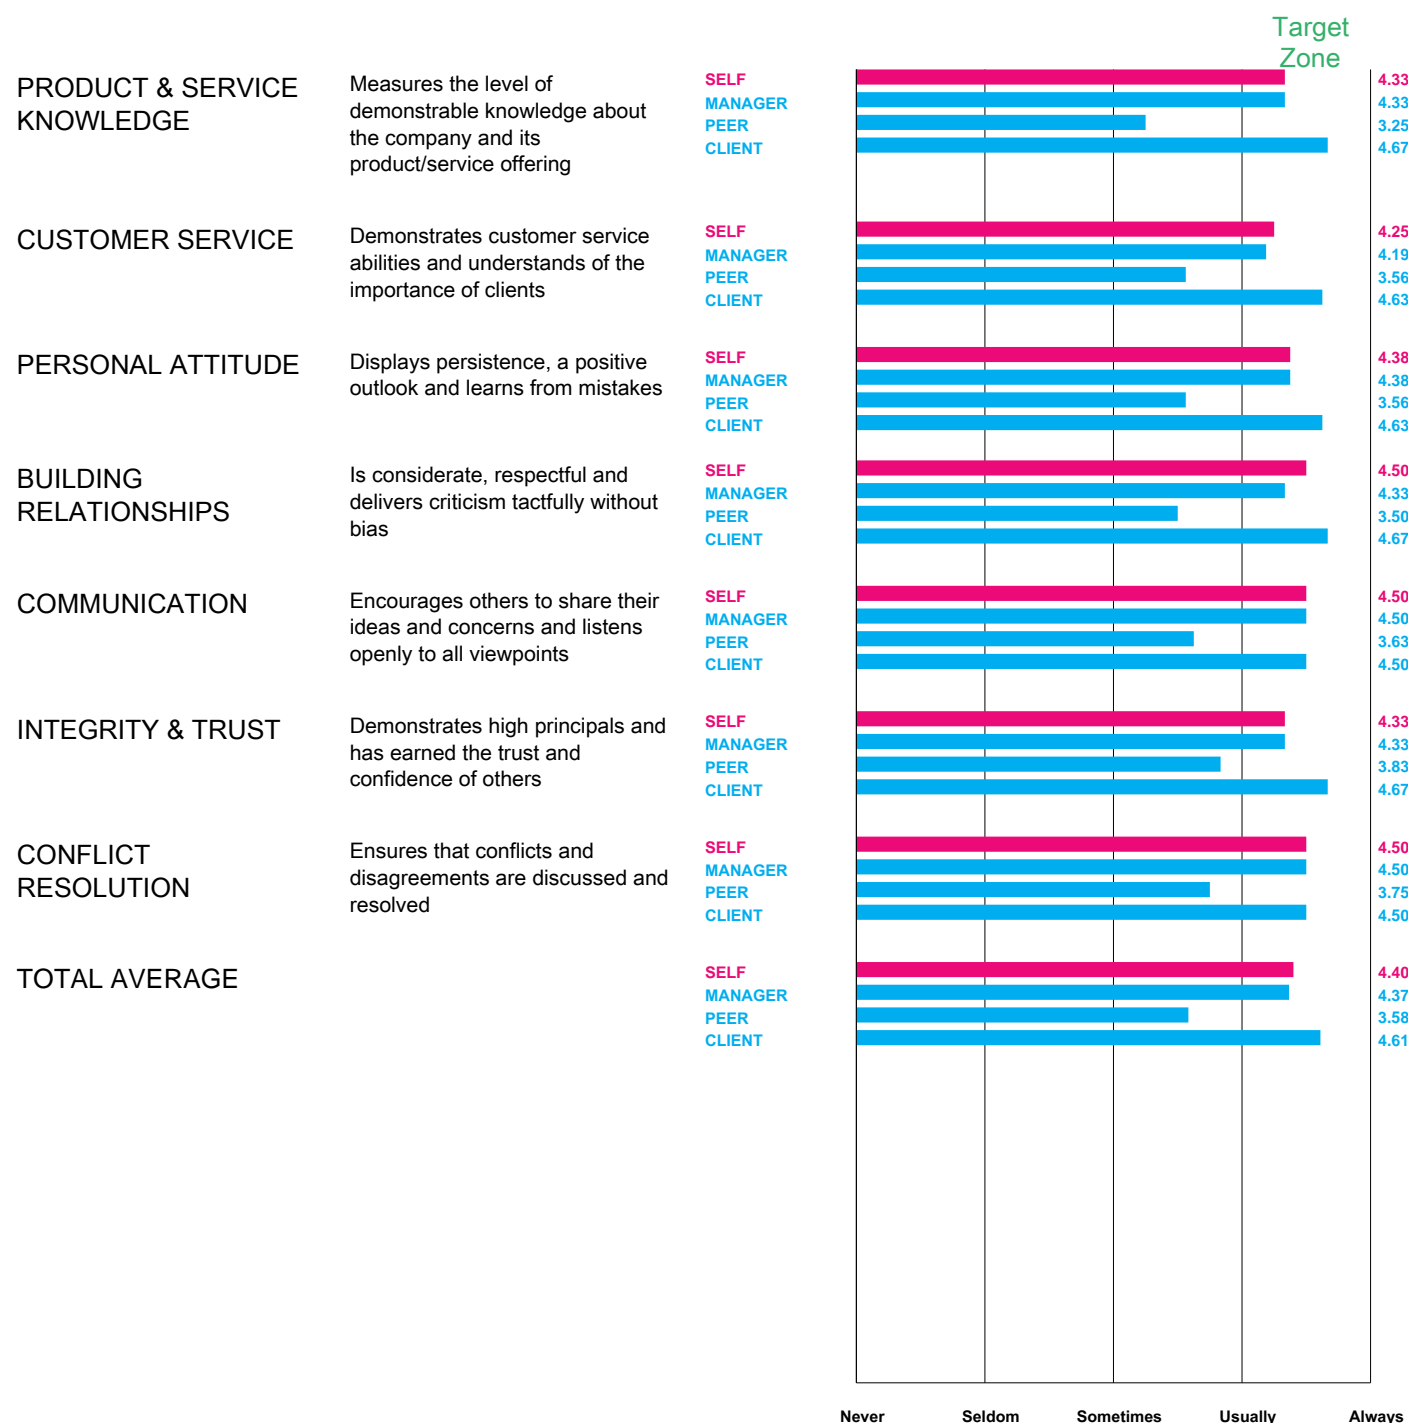 Target
Zone
PRODUCT & SERVICE
KNOWLEDGE
Measures the level of
demonstrable knowledge about
the company and its
product/service offering
SELF 4.33
MANAGER 4.33
PEER 3.25
CLIENT 4.67
CUSTOMER SERVICE
Demonstrates customer service
abilities and understands of the
importance of clients
SELF 4.25
MANAGER 4.19
PEER 3.56
CLIENT 4.63
PERSONAL ATTITUDE
Displays persistence, a positive
outlook and learns from mistakes
SELF 4.38
MANAGER 4.38
PEER 3.56
CLIENT 4.63
BUILDING
RELATIONSHIPS
Is considerate, respectful and
delivers criticism tactfully without
bias
SELF 4.50
MANAGER 4.33
PEER 3.50
CLIENT 4.67
COMMUNICATION
Encourages others to share their
ideas and concerns and listens
openly to all viewpoints
SELF 4.50
MANAGER 4.50
PEER 3.63
CLIENT 4.50
INTEGRITY & TRUST
Demonstrates high principals and
has earned the trust and
confidence of others
SELF 4.33
MANAGER 4.33
PEER 3.83
CLIENT 4.67
CONFLICT
RESOLUTION
Ensures that conflicts and
disagreements are discussed and
resolved
SELF 4.50
MANAGER 4.50
PEER 3.75
CLIENT 4.50
TOTAL AVERAGE
SELF 4.40
MANAGER 4.37
PEER 3.58
CLIENT 4.61
Never Seldom Sometimes Usually Always